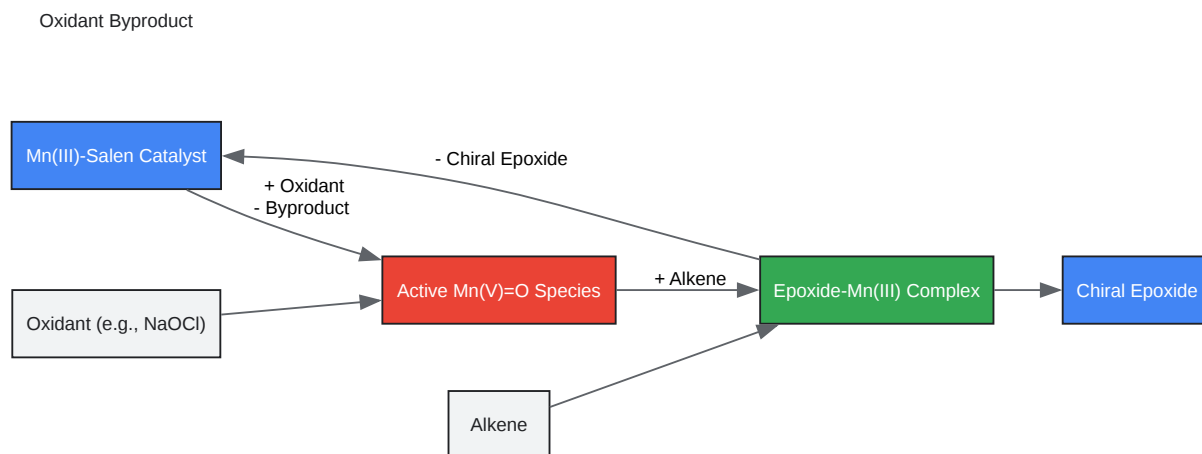 Oxidant Byproduct
Mn(III)-Salen Catalyst
- Chiral Epoxide
+ Oxidant
- Byproduct
Active Mn(V)=O Species
+ Alkene
Epoxide-Mn(III) Complex
Chiral Epoxide
Oxidant (e.g., NaOCl)
Alkene